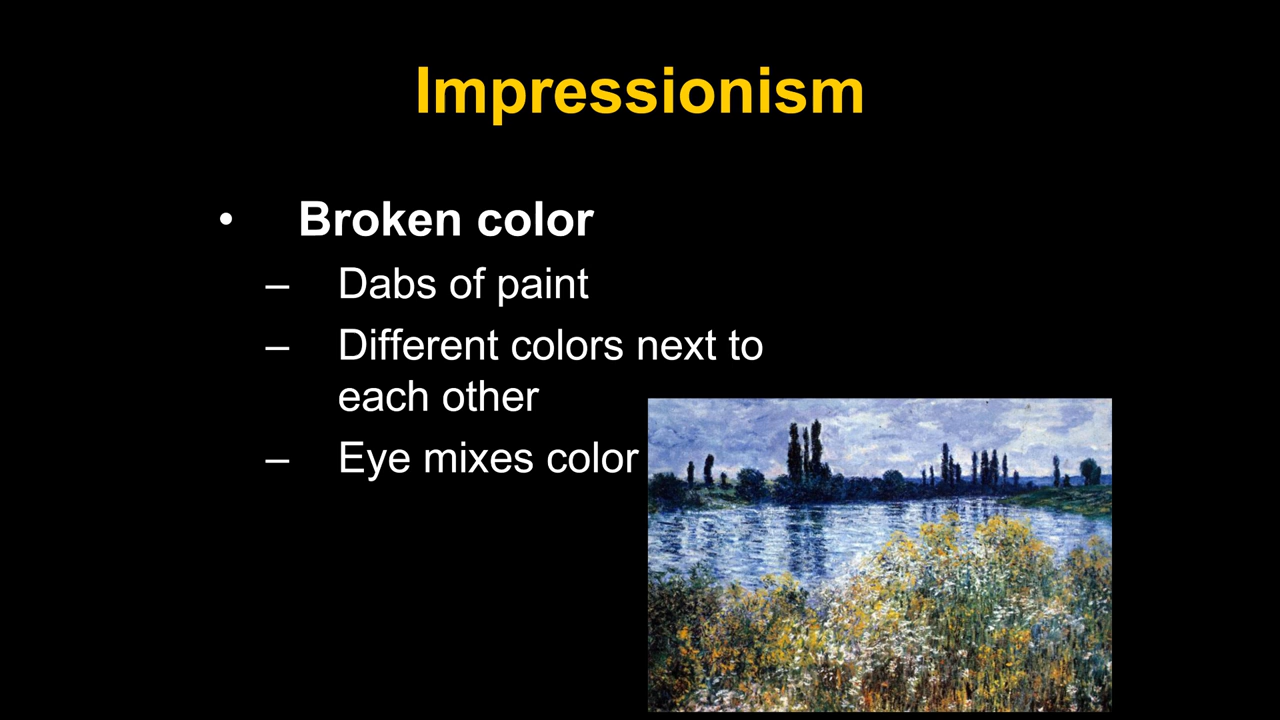 Impressionism
• Broken color
– Dabs of paint
– Different colors next to
each other
– Eye mixes color